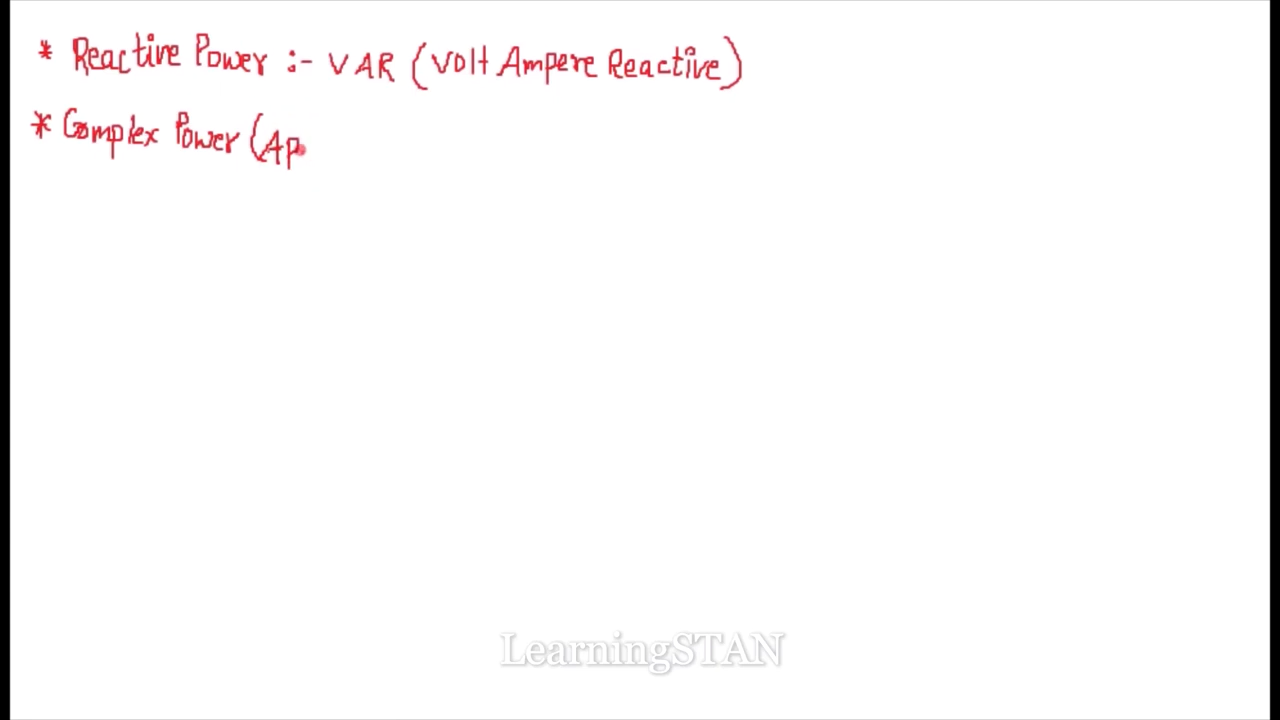 * Reactive Power :- VAR (Volt Ampere Reactive)
* Complex Power (Ap
LearningSTAN